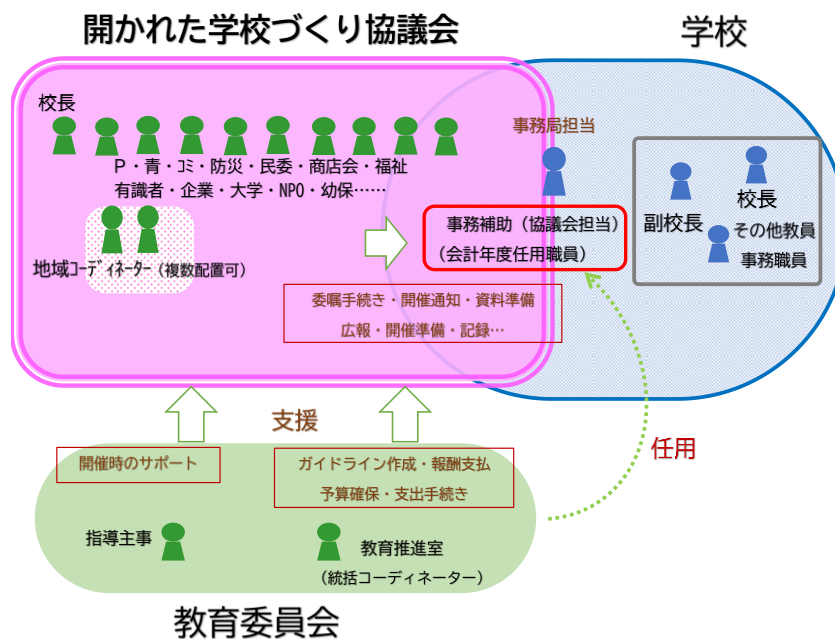 開かれた学校づくり協議会
学校
校長
P・青・ｺﾐ・防災・民委・商店会・福祉
有識者・企業・大学・NPO・幼保……
地域ｺｰﾃﾞｨﾈｰﾀｰ（複数配置可）
事務局担当
事務補助（協議会担当）
（会計年度任用職員）
委嘱手続き・開催通知・資料準備
広報・開催準備・記録…
副校長
校長
その他教員
事務職員
支援
任用
開催時のサポート
ガイドライン作成・報酬支払
予算確保・支出手続き
指導主事
教育推進室
（統括コーディネーター）
教育委員会